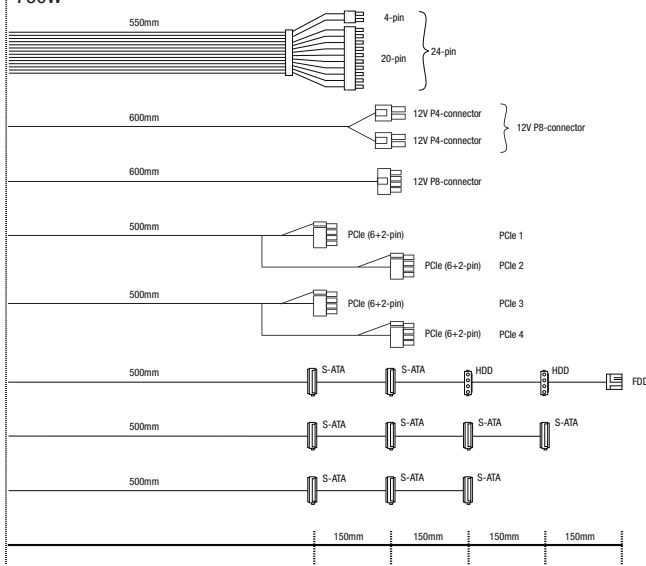 550mm
4-pin
20-pin
24-pin
600mm
12V P4-connector
12V P4-connector
12V P8-connector
600mm
12V P8-connector
500mm
PCIe (6+2-pin) PCIe 1
PCIe (6+2-pin) PCIe 2
500mm
PCIe (6+2-pin) PCIe 3
PCIe (6+2-pin) PCIe 4
500mm S-ATA S-ATA HDD HDD FDD
500mm S-ATA S-ATA S-ATA S-ATA
500mm S-ATA S-ATA S-ATA
150mm 150mm 150mm 150mm